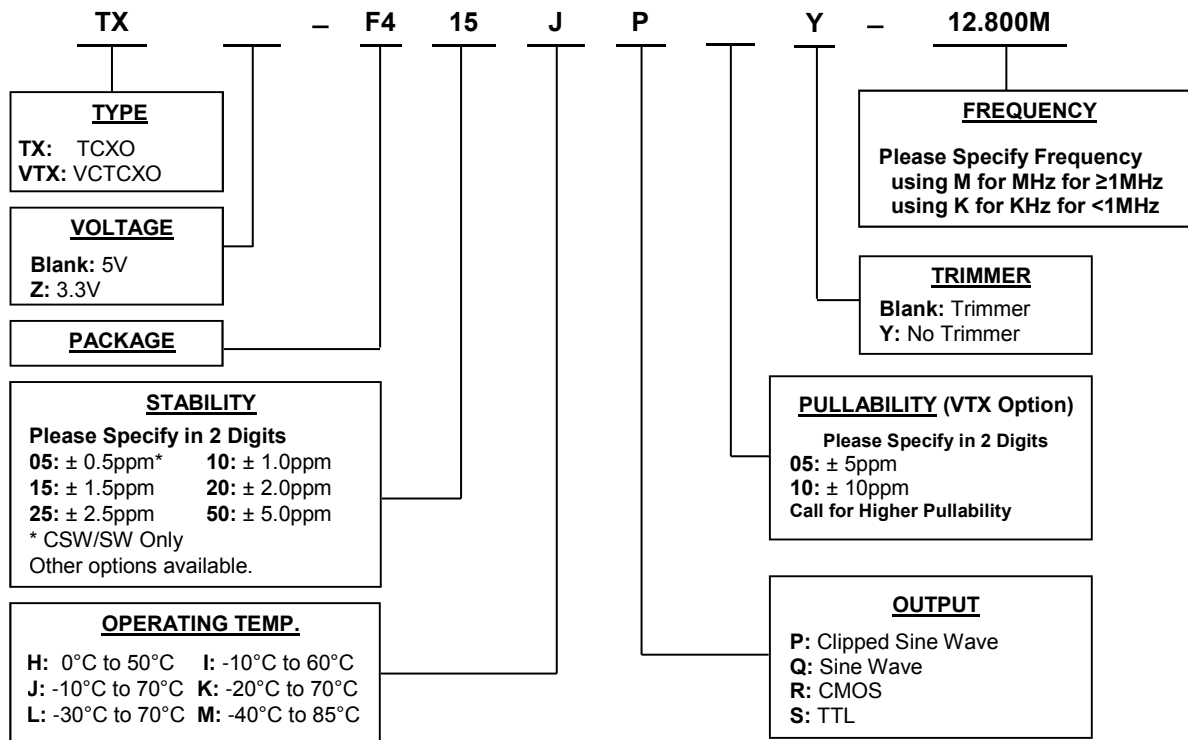 TX – F4 15 J P Y – 12.800M
TYPE
TX: TCXO
VTX: VCTCXO
VOLTAGE
Blank: 5V
Z: 3.3V
PACKAGE
STABILITY
Please Specify in 2 Digits
05: ± 0.5ppm* 10: ± 1.0ppm
15: ± 1.5ppm 20: ± 2.0ppm
25: ± 2.5ppm 50: ± 5.0ppm
* CSW/SW Only
Other options available.
OPERATING TEMP.
H: 0°C to 50°C I: -10°C to 60°C
J: -10°C to 70°C K: -20°C to 70°C
L: -30°C to 70°C M: -40°C to 85°C
FREQUENCY
Please Specify Frequency
using M for MHz for ≥1MHz
using K for KHz for <1MHz
TRIMMER
Blank: Trimmer
Y: No Trimmer
PULLABILITY (VTX Option)
Please Specify in 2 Digits
05: ± 5ppm
10: ± 10ppm
Call for Higher Pullability
OUTPUT
P: Clipped Sine Wave
Q: Sine Wave
R: CMOS
S: TTL